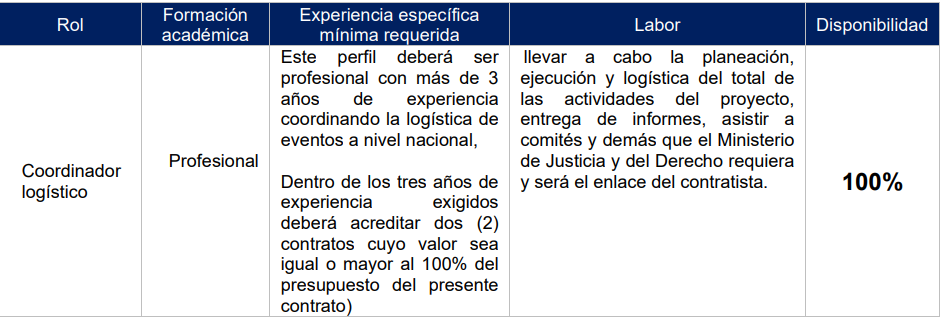 Rol
Formación
académica
Experiencia específica
mínima requerida
Labor
Disponibilidad
Coordinador
logístico
Profesional
Este perfil deberá ser
profesional con más de 3
años de experiencia
coordinando la logística de
eventos a nivel nacional,
Dentro de los tres años de
experiencia exigidos
deberá acreditar dos (2)
contratos cuyo valor sea
igual o mayor al 100% del
presupuesto del presente
contrato)
llevar a cabo la planeación,
ejecución y logística del total de
las actividades del proyecto,
entrega de informes, asistir a
comités y demás que el Ministerio
de Justicia y del Derecho requiera
y será el enlace del contratista.
100%